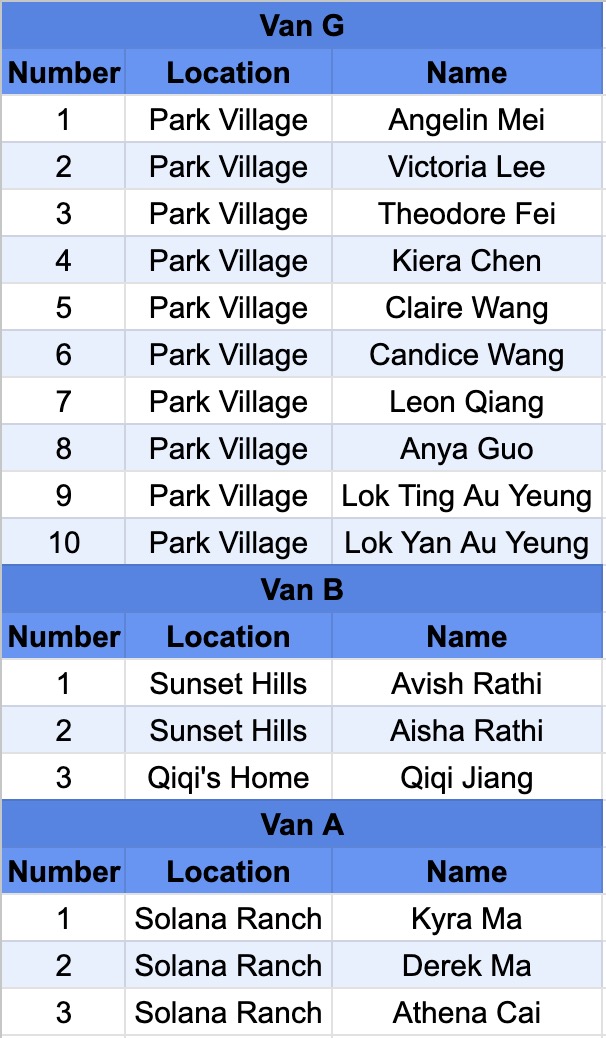 Van G
Number Location Name
1 Park Village Angelin Mei
2 Park Village Victoria Lee
3 Park Village Theodore Fei
4 Park Village Kiera Chen
5 Park Village Claire Wang
6 Park Village Candice Wang
7 Park Village Leon Qiang
8 Park Village Anya Guo
9 Park Village Lok Ting Au Yeung
10 Park Village Lok Yan Au Yeung
Van B
Number Location Name
1 Sunset Hills Avish Rathi
2 Sunset Hills Aisha Rathi
3 Qiqi's Home Qiqi Jiang
Van A
Number Location Name
1 Solana Ranch Kyra Ma
2 Solana Ranch Derek Ma
3 Solana Ranch Athena Cai